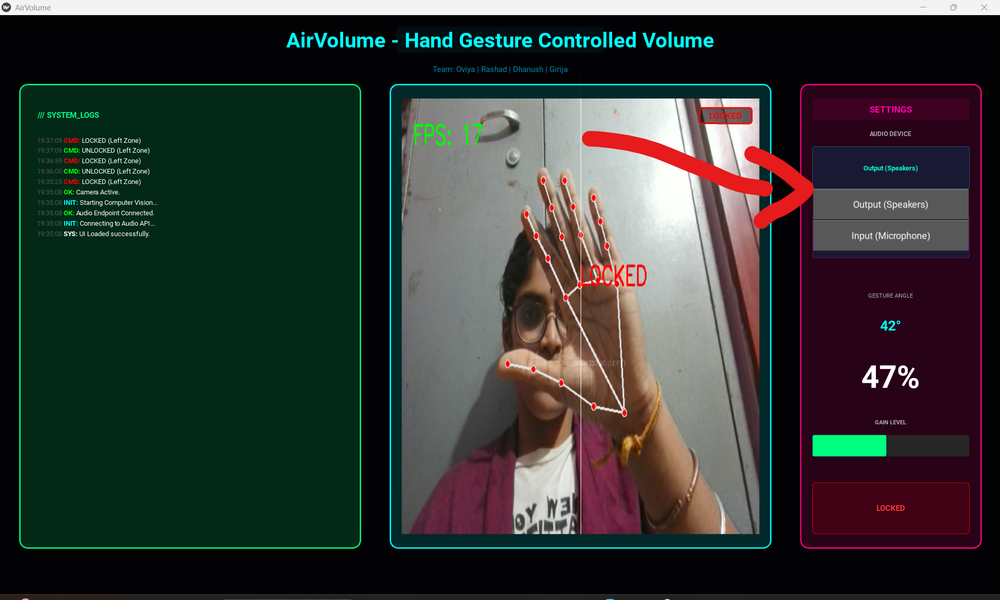 AirVolume
AirVolume - Hand Gesture Controlled Volume
Team: Oviya | Rashad | Dhanush | Girija
/// SYSTEM_LOGS
19:37:09 CMD: LOCKED (Left Zone)
19:37:09 CMD: UNLOCKED (Left Zone)
19:36:59 CMD: LOCKED (Left Zone)
19:36:00 CMD: UNLOCKED (Left Zone)
19:35:25 CMD: LOCKED (Left Zone)
19:35:08 OK: Camera Active.
19:35:08 INIT: Starting Computer Vision...
19:35:08 OK: Audio Endpoint Connected.
19:35:08 INIT: Connecting to Audio API...
19:35:08 SYS: UI Loaded successfully.
FPS: 17
LOCKED
LOCKED
VOLUME ZONE
ZONE (LEFT)
NEW YO
SETTINGS
AUDIO DEVICE
Output (Speakers)
Output (Speakers)
Input (Microphone)
GESTURE ANGLE
42°
47%
GAIN LEVEL
LOCKED